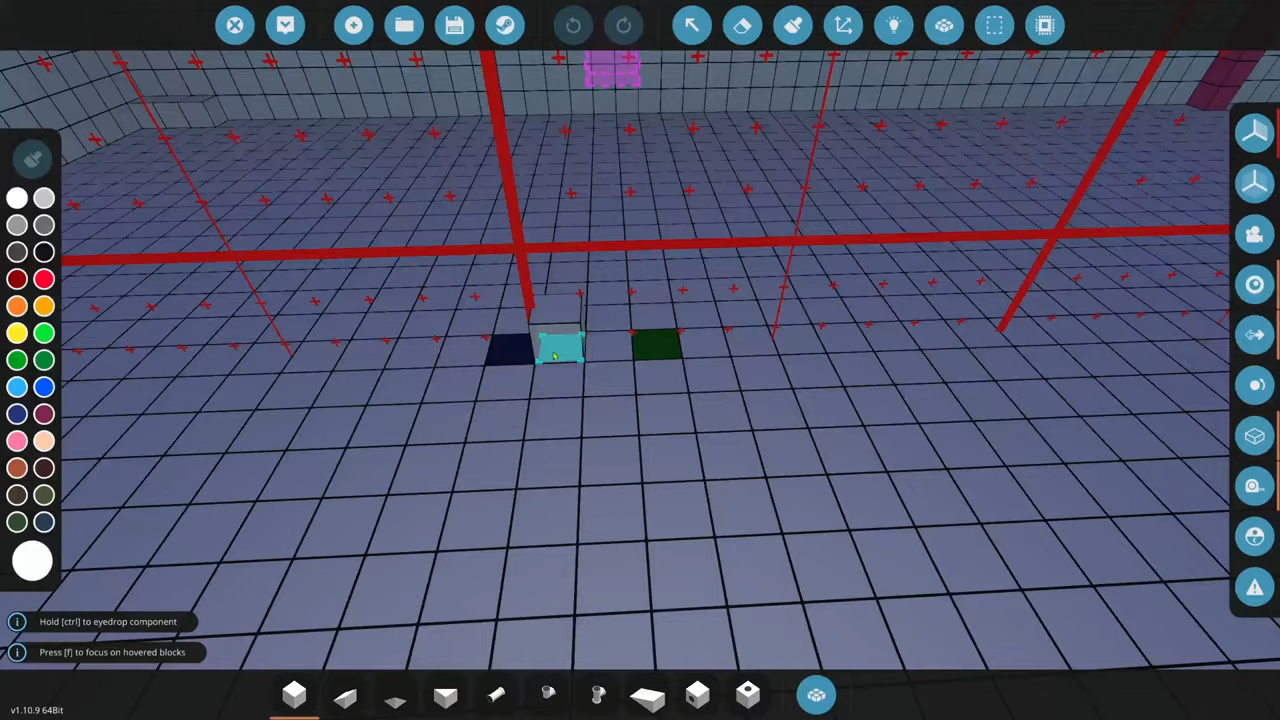 Hold [ctrl] to eyedrop component
Press [f] to focus on hovered blocks
v1.10.9 64Bit